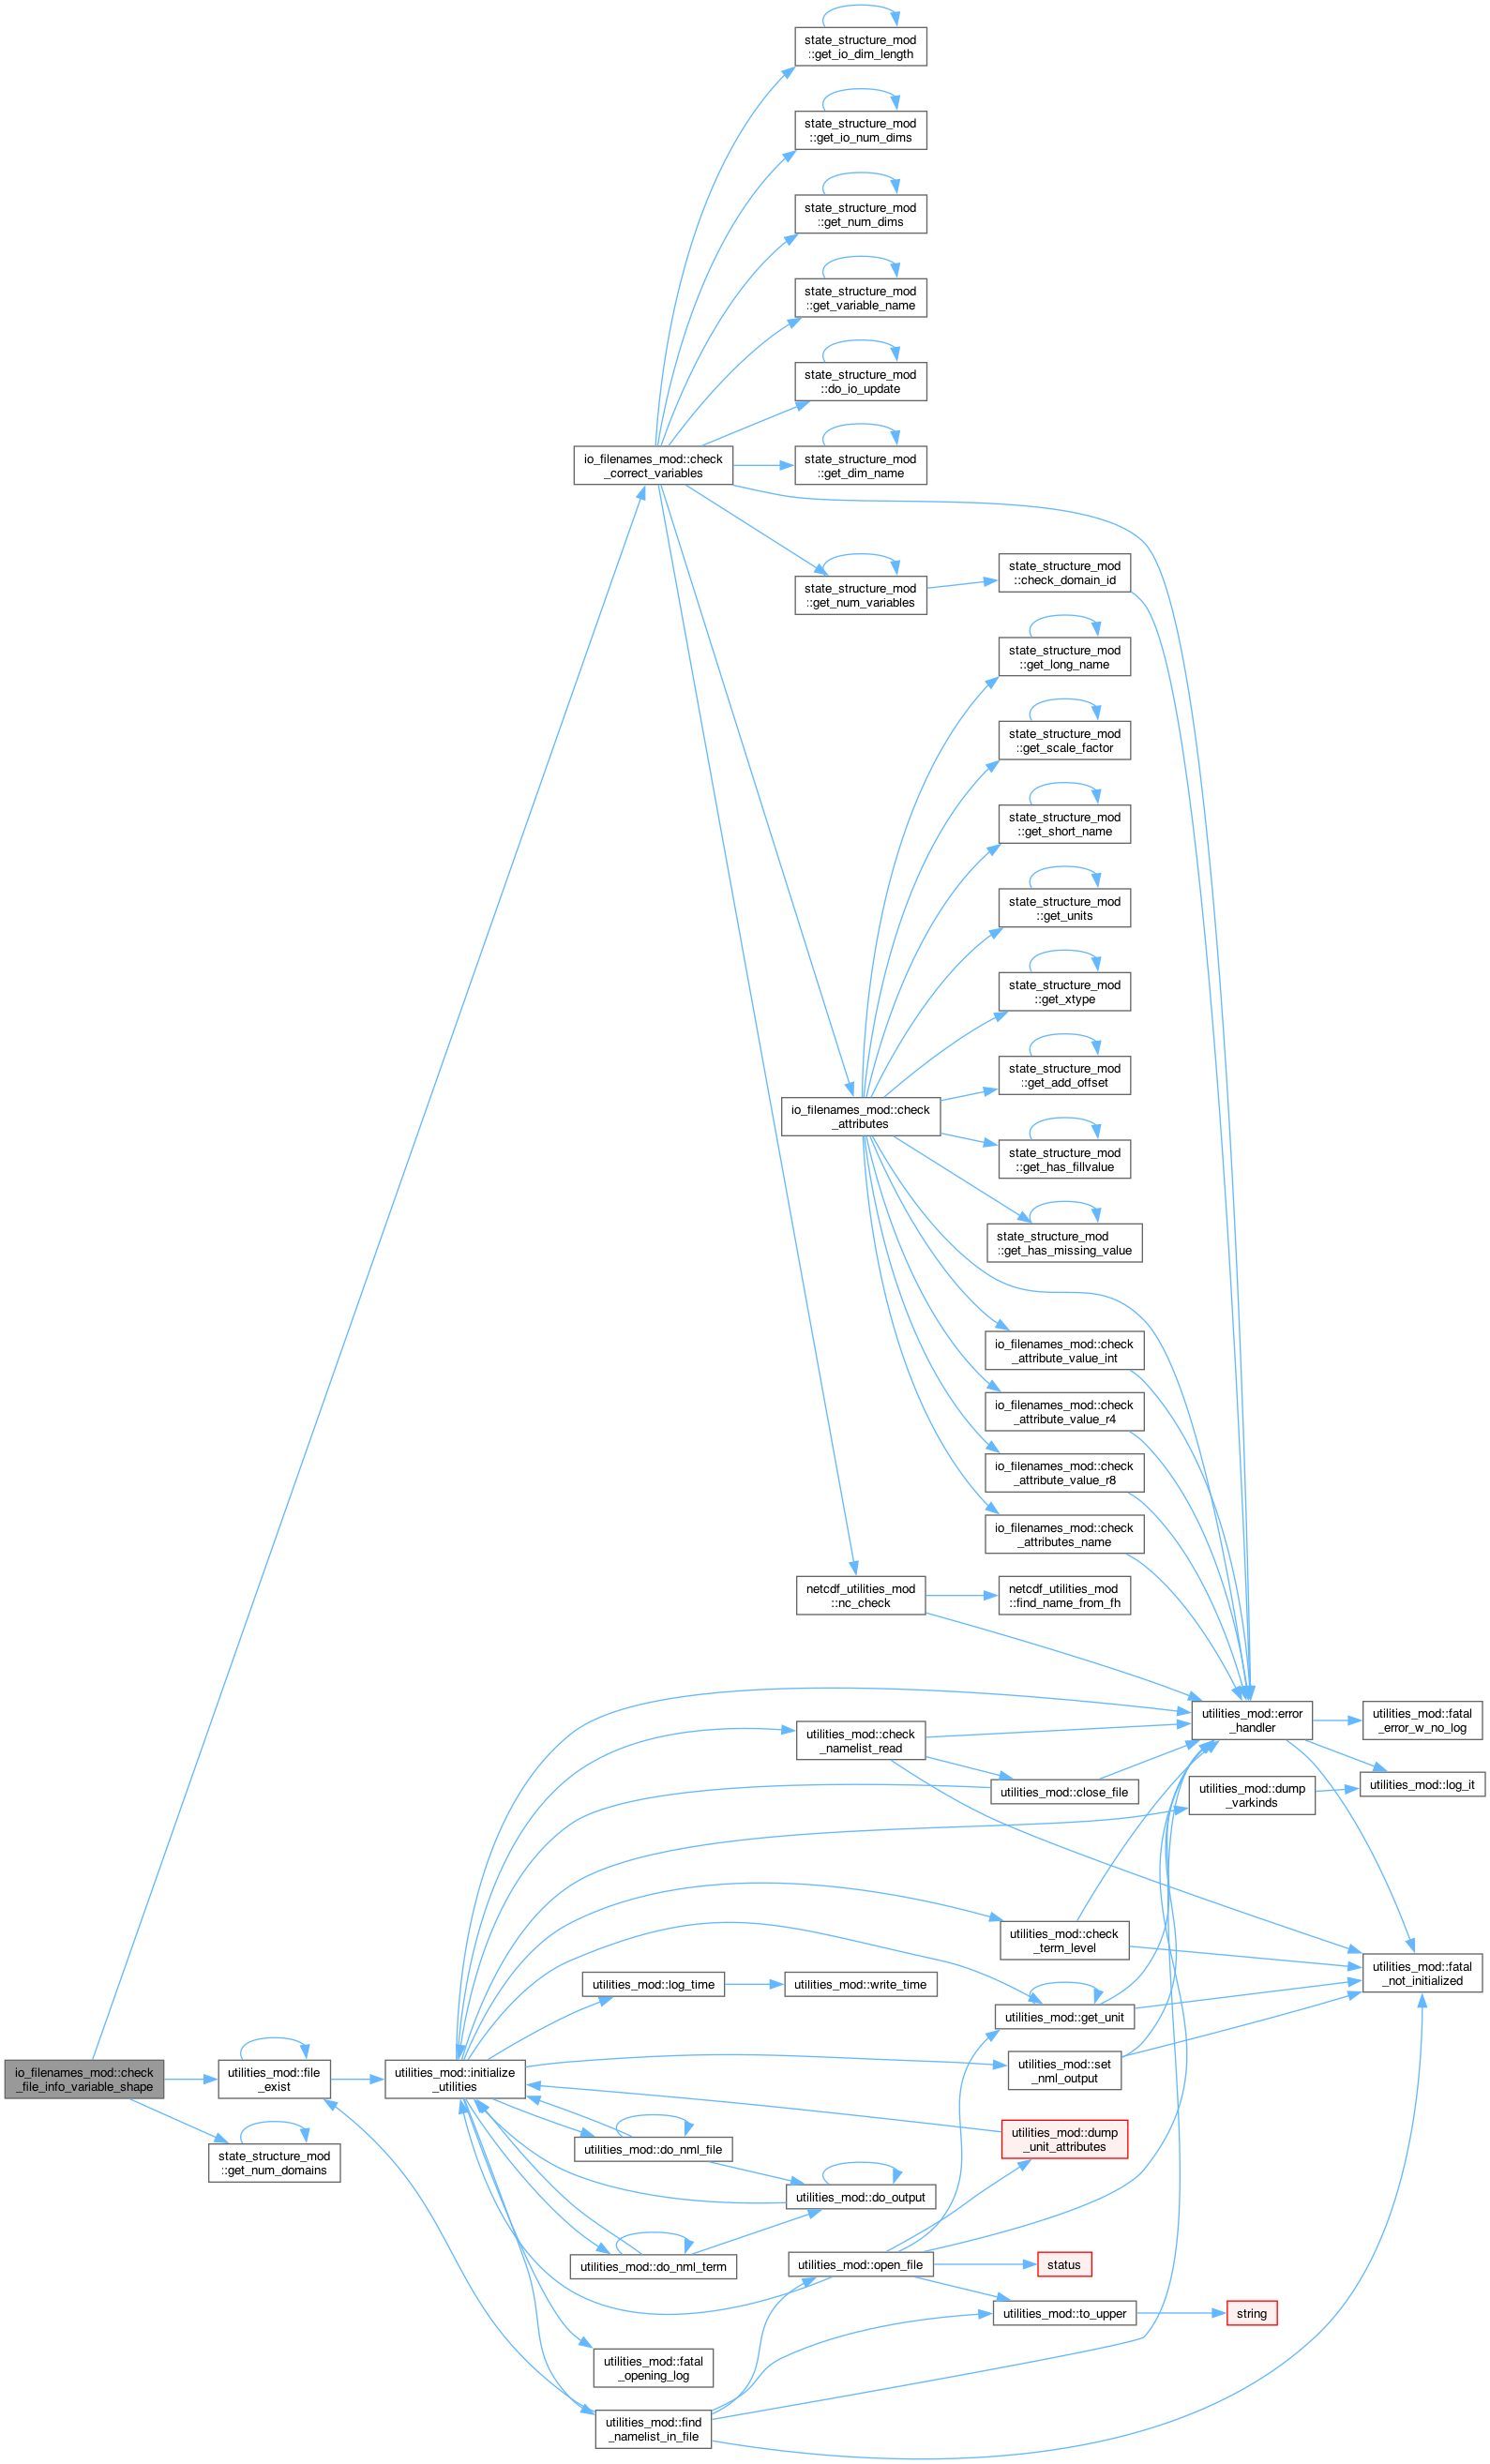 state_structure_mod
::get_io_dim_length
state_structure_mod
::get_io_num_dims
state_structure_mod
::get_num_dims
state_structure_mod
::get_variable_name
state_structure_mod
::do_io_update
io_filenames_mod::check
_correct_variables
state_structure_mod
::get_dim_name
state_structure_mod
::get_num_variables
state_structure_mod
::check_domain_id
state_structure_mod
::get_long_name
state_structure_mod
::get_scale_factor
state_structure_mod
::get_short_name
state_structure_mod
::get_units
state_structure_mod
::get_xtype
state_structure_mod
::get_add_offset
io_filenames_mod::check
_attributes
state_structure_mod
::get_has_fillvalue
state_structure_mod
::get_has_missing_value
io_filenames_mod::check
_attribute_value_int
io_filenames_mod::check
_attribute_value_r4
io_filenames_mod::check
_attribute_value_r8
io_filenames_mod::check
_attributes_name
netcdf_utilities_mod
::nc_check
netcdf_utilities_mod
::find_name_from_fh
utilities_mod::error
_handler
utilities_mod::fatal
_error_w_no_log
utilities_mod::check
_namelist_read
utilities_mod::close_file
utilities_mod::dump
_varkinds
utilities_mod::log_it
utilities_mod::check
_term_level
utilities_mod::fatal
_not_initialized
utilities_mod::log_time
utilities_mod::write_time
utilities_mod::get_unit
io_filenames_mod::check
_file_info_variable_shape
utilities_mod::file
_exist
utilities_mod::initialize
_utilities
utilities_mod::set
_nml_output
state_structure_mod
::get_num_domains
utilities_mod::do_nml_file
utilities_mod::dump
_unit_attributes
utilities_mod::do_output
utilities_mod::do_nml_term
utilities_mod::open_file
status
utilities_mod::to_upper
string
utilities_mod::fatal
_opening_log
utilities_mod::find
_namelist_in_file